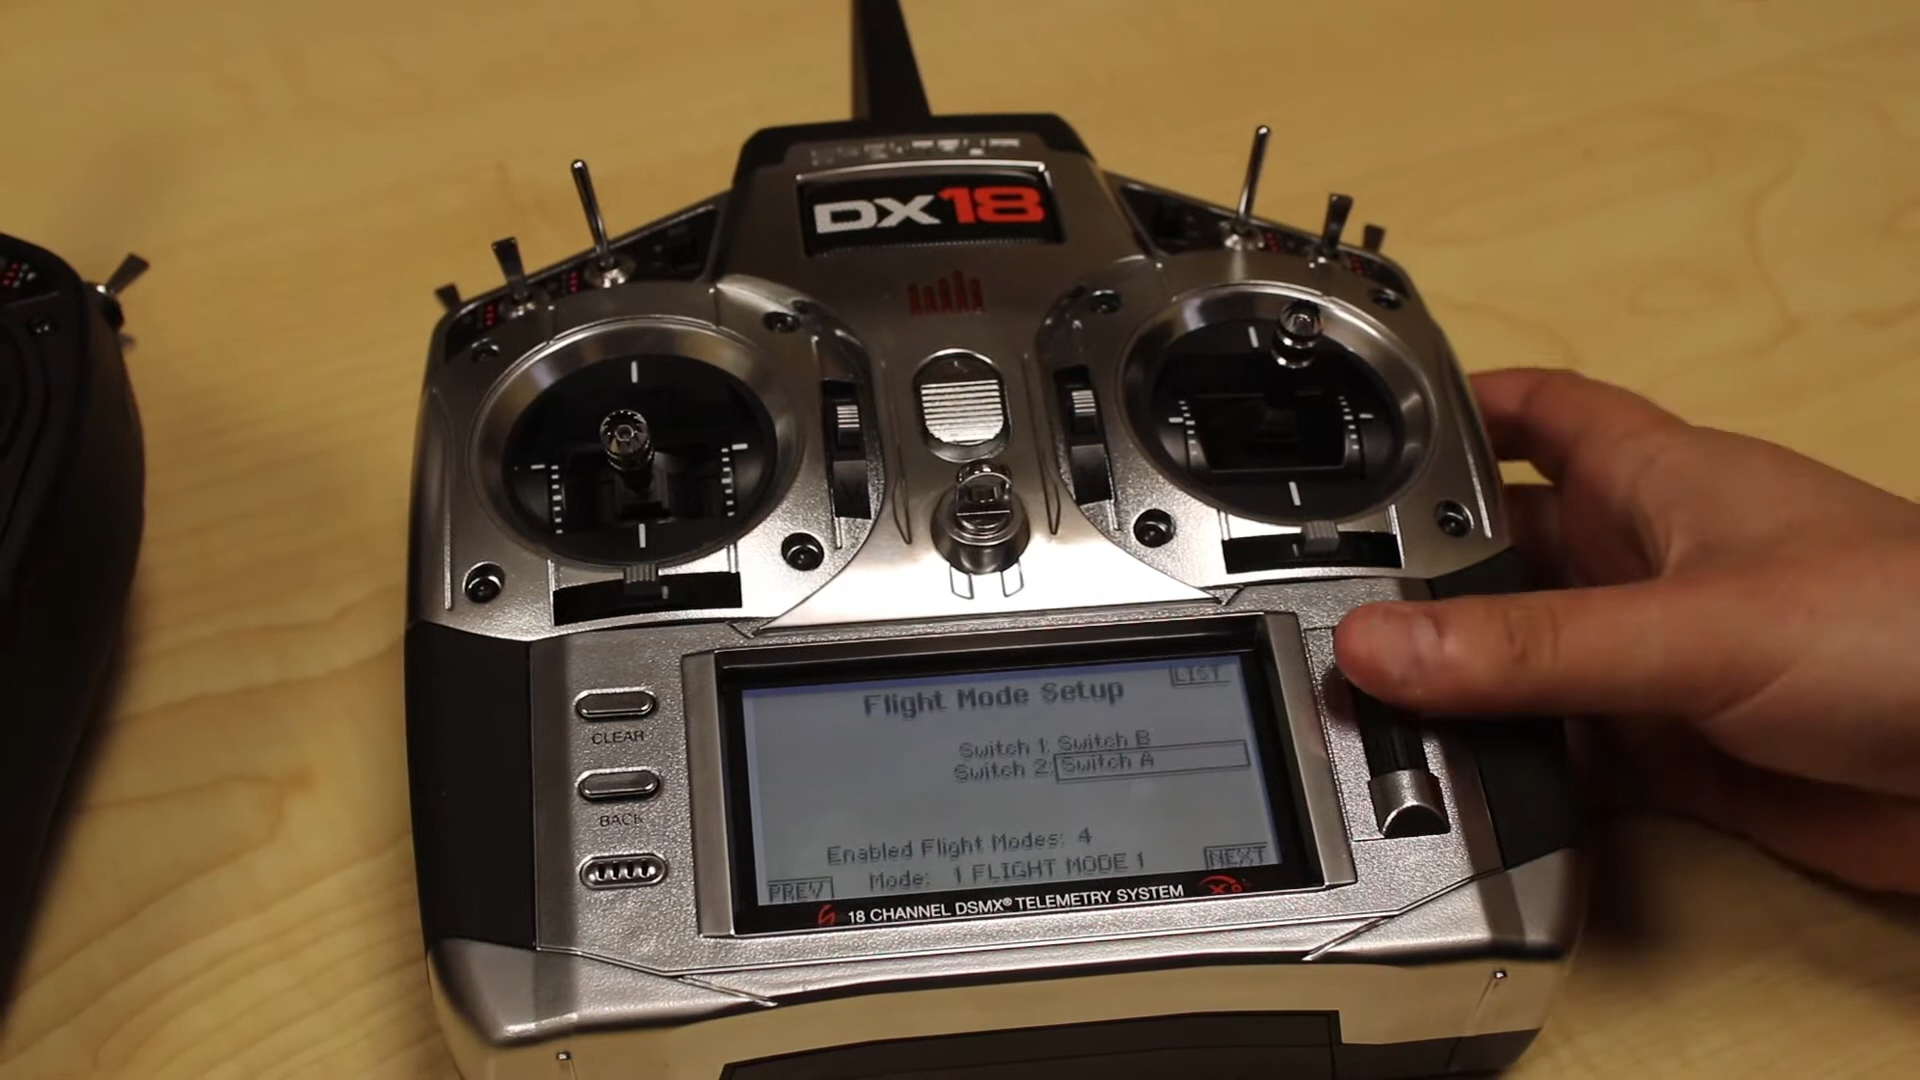 DX18
CLEAR
BACK
LIST
Flight Mode Setup
Switch 1: Switch B
Switch 2: Switch A
Enabled Flight Modes: 4
Mode: 1 FLIGHT MODE 1
PREV
NEXT
18 CHANNEL DSMX® TELEMETRY SYSTEM